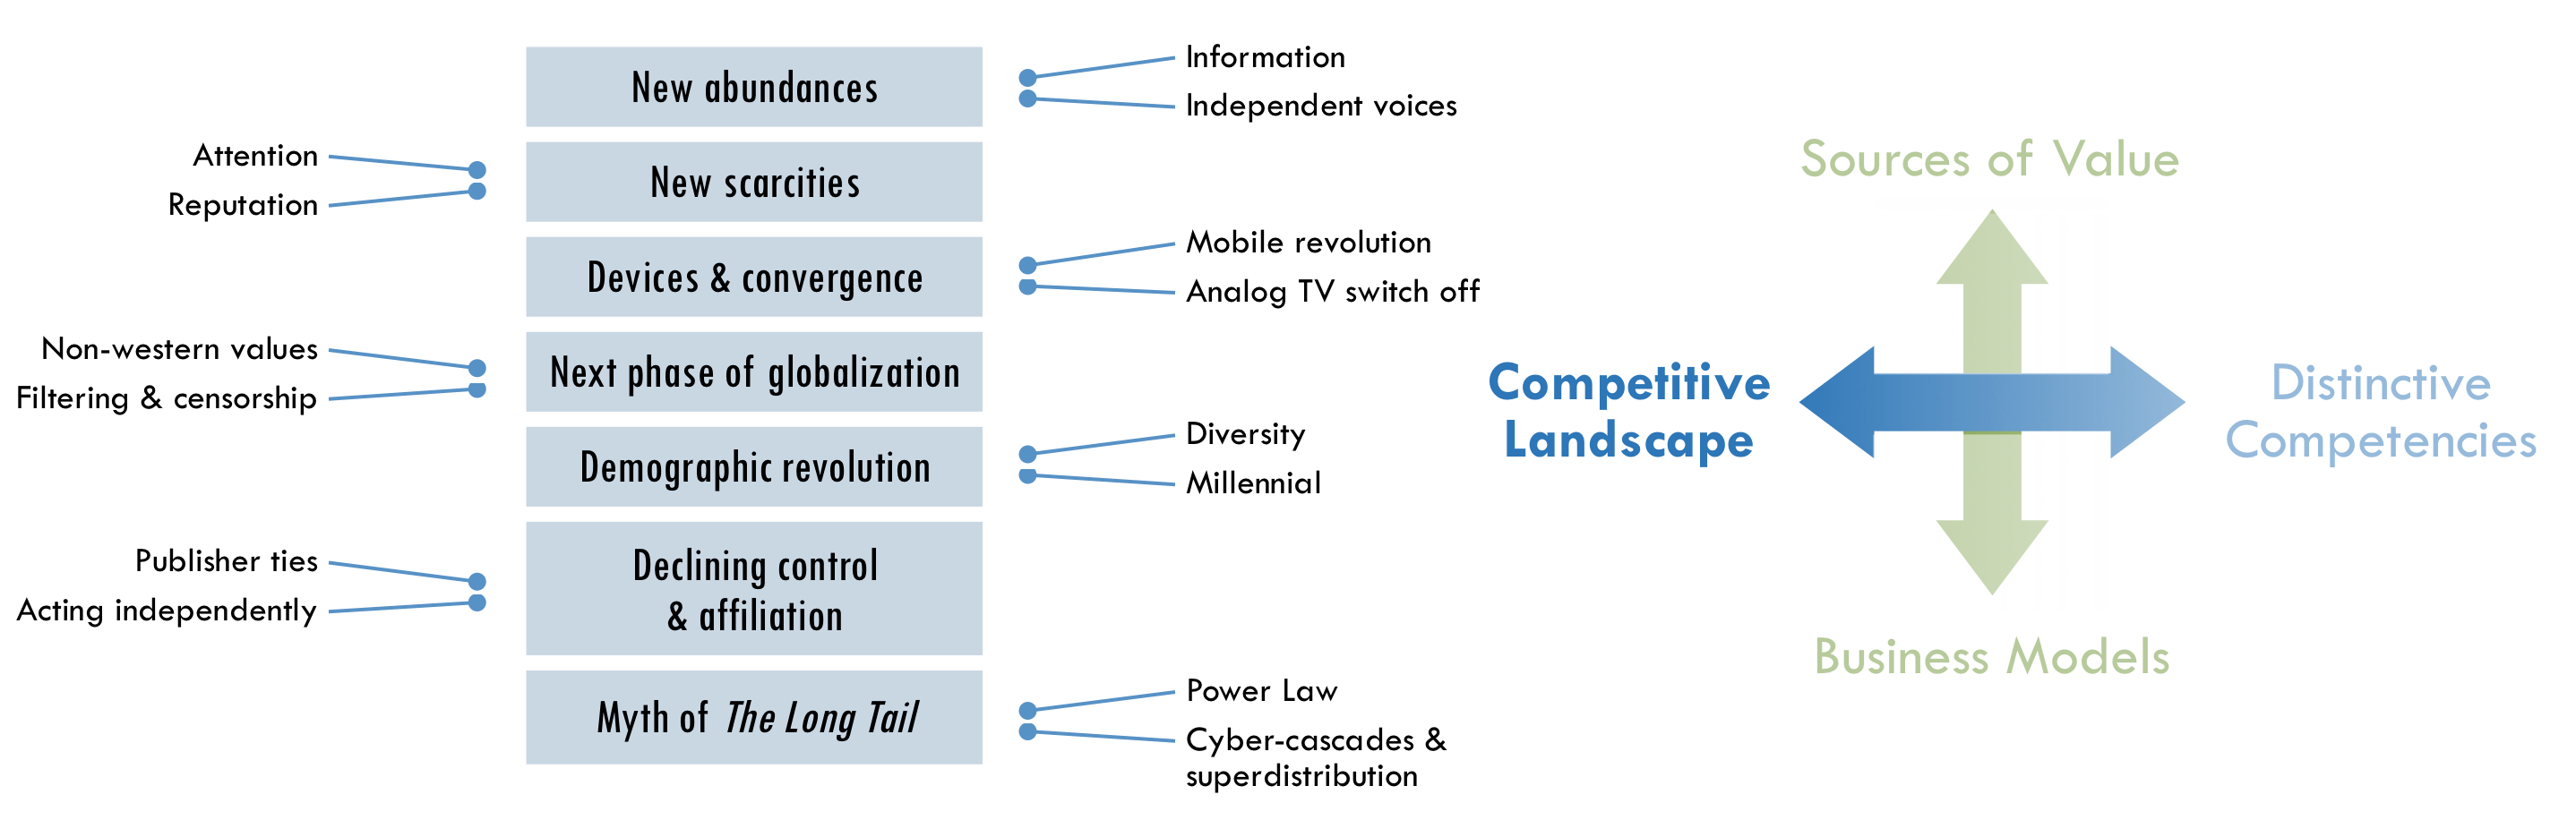 New abundances
Information
Independent voices
Attention
Reputation
New scarcities
Devices & convergence
Mobile revolution
Analog TV switch off
Non-western values
Filtering & censorship
Next phase of globalization
Demographic revolution
Diversity
Millennial
Publisher ties
Acting independently
Declining control
& affiliation
Myth of The Long Tail
Power Law
Cyber-cascades &
superdistribution
Sources of Value
Competitive
Landscape
Distinctive
Competencies
Business Models